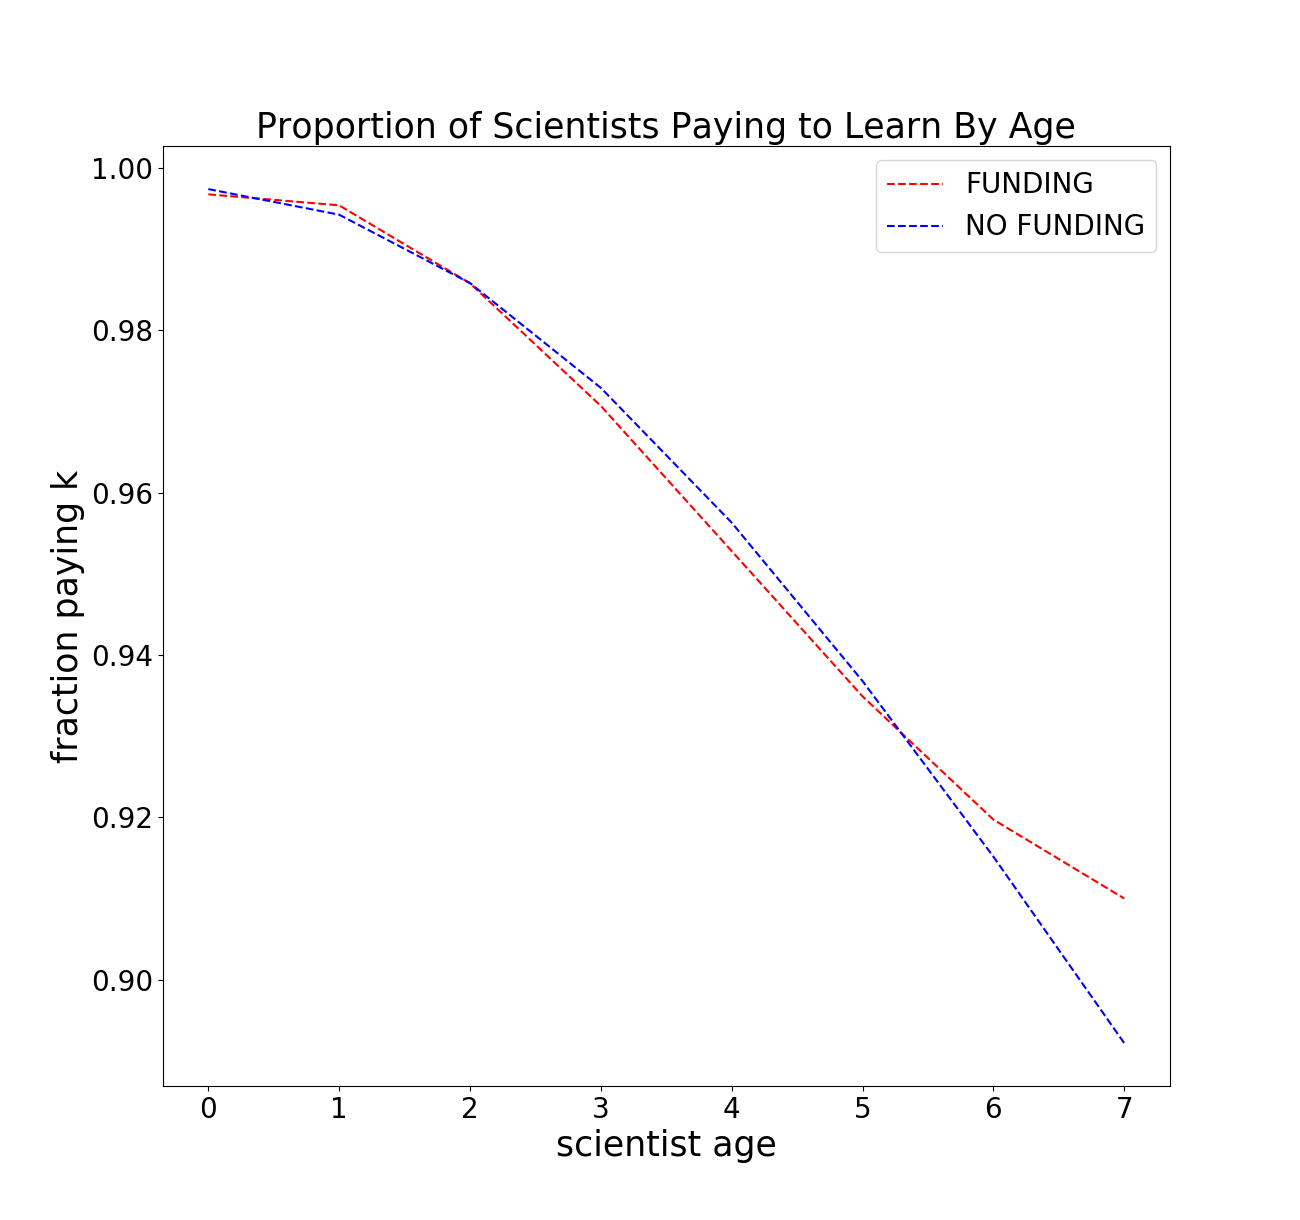 Proportion of Scientists Paying to Learn By Age
FUNDING
NO FUNDING
fraction paying k
1.00
0.98
0.96
0.94
0.92
0.90
0 1 2 3 4 5 6 7
scientist age